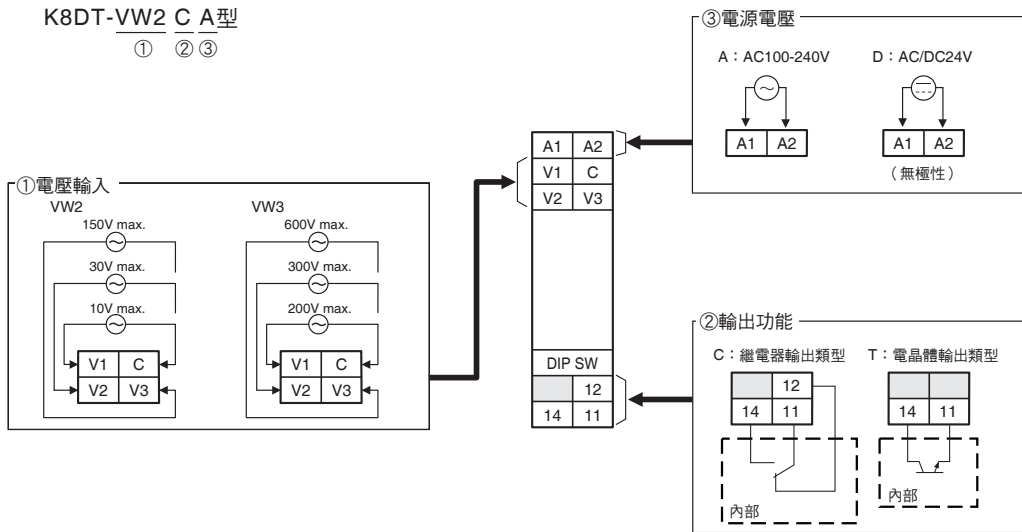 K8DT-VW2 C A型
① ② ③
③電源電壓
A：AC100-240V D：AC/DC24V
A1 A2 A1 A2
（無極性）
A1 A2
V1 C
V2 V3
DIP SW
12
14 11
①電壓輸入
VW2 VW3
150V max. 600V max.
30V max. 300V max.
10V max. 200V max.
V1 C V1 C
V2 V3 V2 V3
②輸出功能
C：繼電器輸出類型 T：電晶體輸出類型
12
14 11 14 11
內部 內部